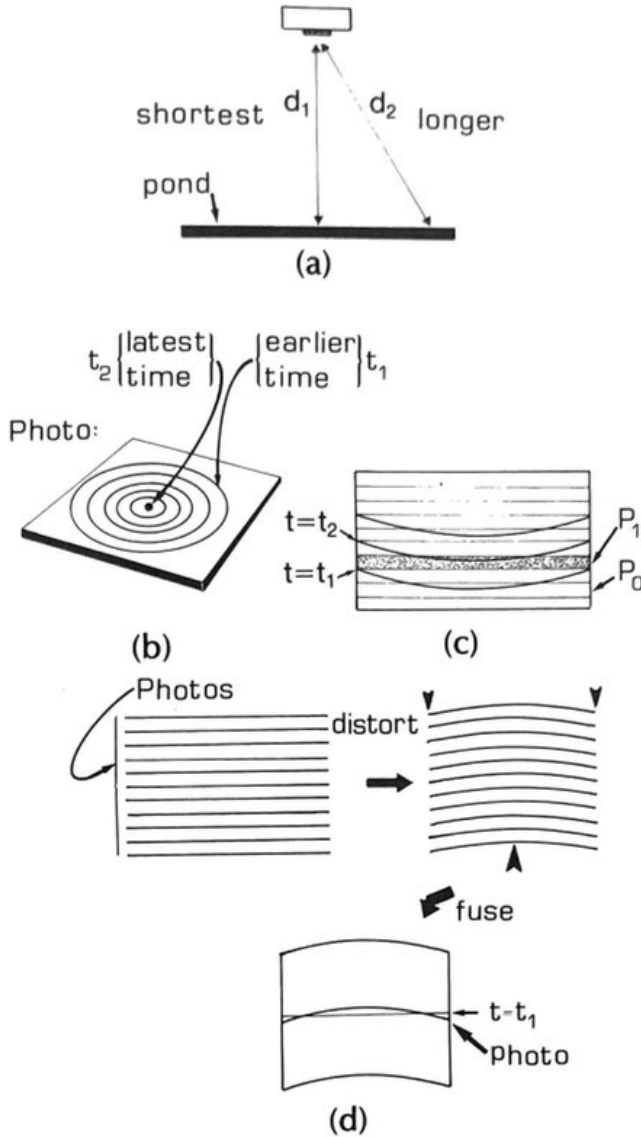 shortest d₁ d₂ longer
pond
(a)
t₂ {latest time} {earlier time} t₁
Photo:
(b)
t=t₂
t=t₁
P₁
P₀
(c)
Photos
distort
fuse
t=t₁
photo
(d)